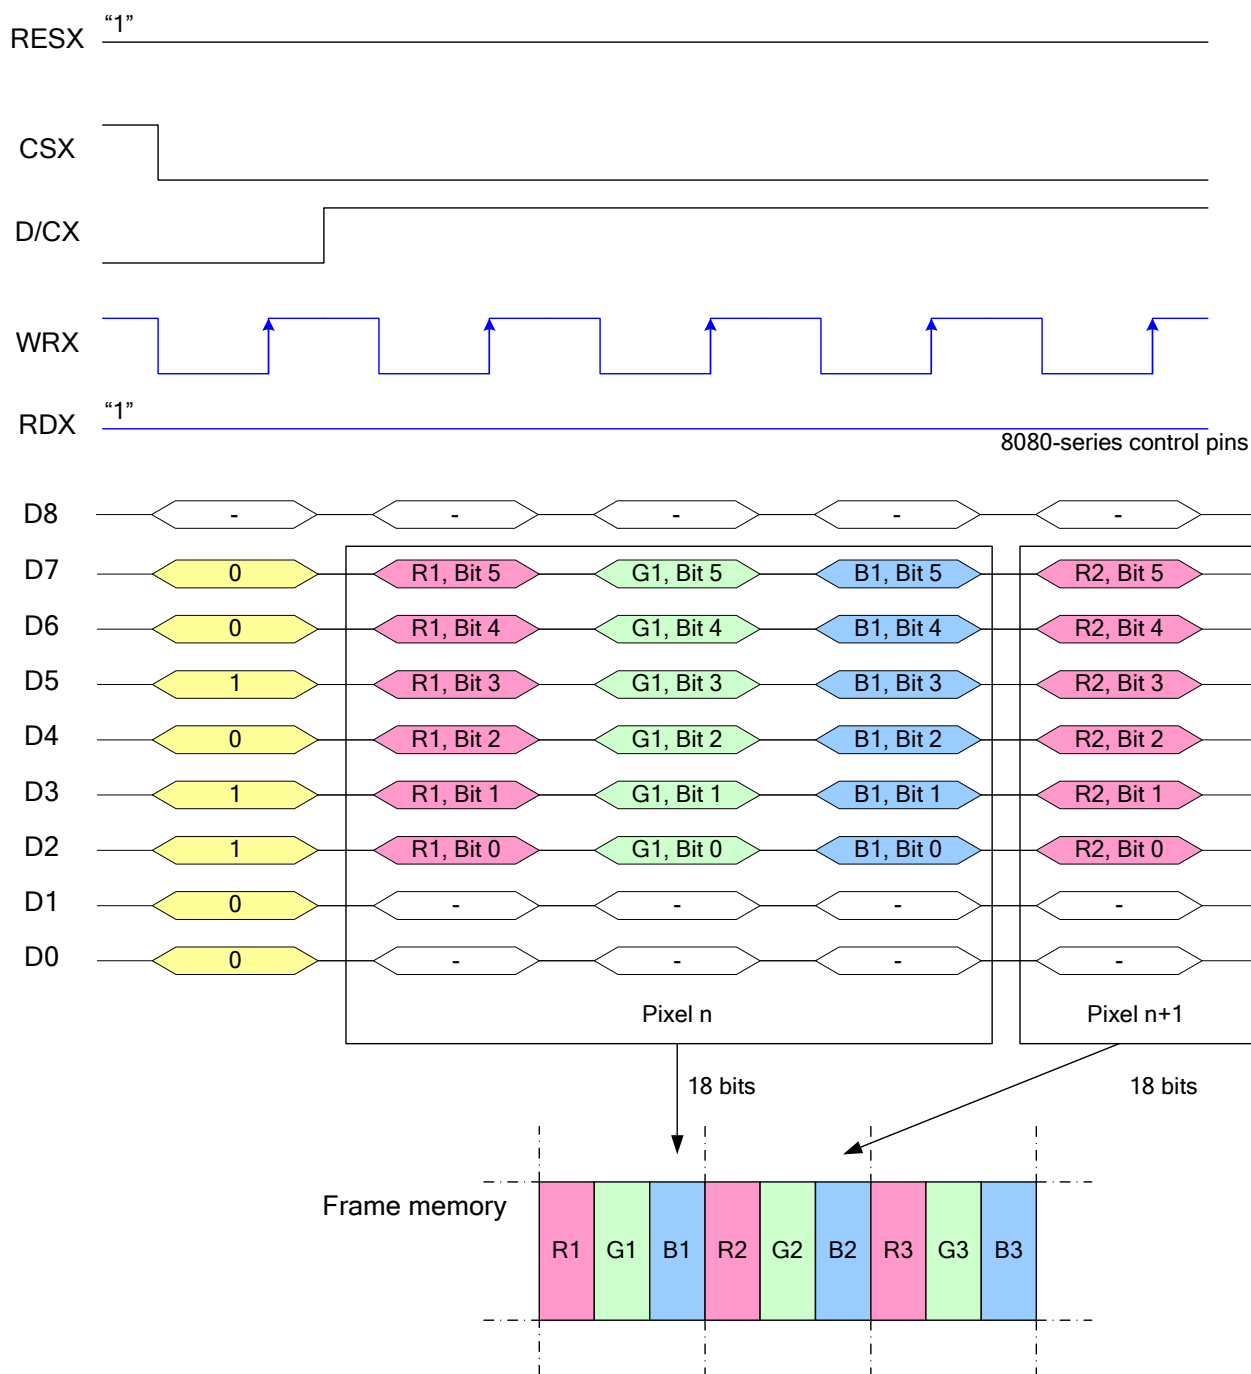 RESX “1”
CSX
D/CX
WRX
RDX “1”
8080-series control pins
D8 - - - - -
D7 0 R1, Bit 5 G1, Bit 5 B1, Bit 5 R2, Bit 5
D6 0 R1, Bit 4 G1, Bit 4 B1, Bit 4 R2, Bit 4
D5 1 R1, Bit 3 G1, Bit 3 B1, Bit 3 R2, Bit 3
D4 0 R1, Bit 2 G1, Bit 2 B1, Bit 2 R2, Bit 2
D3 1 R1, Bit 1 G1, Bit 1 B1, Bit 1 R2, Bit 1
D2 1 R1, Bit 0 G1, Bit 0 B1, Bit 0 R2, Bit 0
D1 0 - - - -
D0 0 - - - -
Pixel n Pixel n+1
18 bits 18 bits
Frame memory
R1 G1 B1 R2 G2 B2 R3 G3 B3